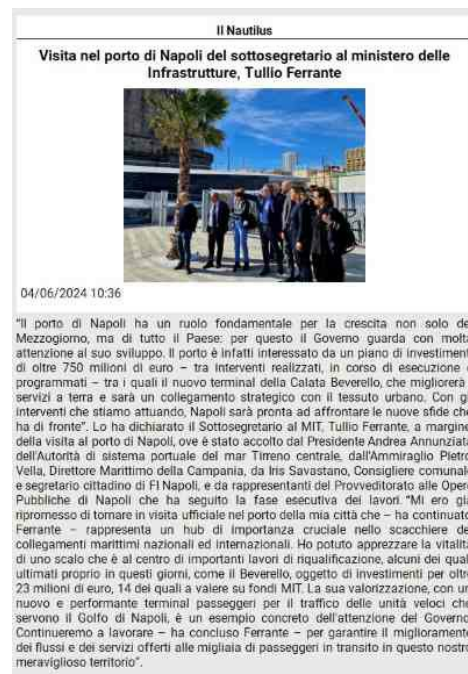 Il Nautilus
Visita nel porto di Napoli del sottosegretario al ministero delle
Infrastrutture, Tullio Ferrante
04/06/2024 10:36
"Il porto di Napoli ha un ruolo fondamentale per la crescita non solo de
Mezzogiorno, ma di tutto il Paese: per questo il Governo guarda con molta
attenzione al suo sviluppo. Il porto è infatti interessato da un piano di investiment
di oltre 750 milioni di euro – tra interventi realizzati, in corso di esecuzione
programmati – tra i quali il nuovo terminal della Calata Beverello, che migliorerà
servizi a terra e sarà un collegamento strategico con il tessuto urbano. Con g
interventi che stiamo attuando, Napoli sarà pronta ad affrontare le nuove sfide che
ha di fronte". Lo ha dichiarato il Sottosegretario al MIT, Tullio Ferrante, a margine
della visita al porto di Napoli, ove è stato accolto dal Presidente Andrea Annunziata
dell'Autorità di sistema portuale del mar Tirreno centrale, dall'Ammiraglio Pietro
Vella, Direttore Marittimo della Campania, da Iris Savastano, Consigliere comunale
e segretario cittadino di FI Napoli, e da rappresentanti del Provveditorato alle Opere
Pubbliche di Napoli che ha seguito la fase esecutiva dei lavori. "Mi ero già
ripromesso di tornare in visita ufficiale nel porto della mia città che – ha continuato
Ferrante – rappresenta un hub di importanza cruciale nello scacchiere de
collegamenti marittimi nazionali ed internazionali. Ho potuto apprezzare la vitalità
di uno scalo che è al centro di importanti lavori di riqualificazione, alcuni dei qual
ultimati proprio in questi giorni, come il Beverello, oggetto di investimenti per oltre
23 milioni di euro, 14 dei quali a valere su fondi MIT. La sua valorizzazione, con un
nuovo e performante terminal passeggeri per il traffico delle unità veloci che
servono il Golfo di Napoli, è un esempio concreto dell'attenzione del Governo
Continueremo a lavorare – ha concluso Ferrante – per garantire il miglioramento
dei flussi e dei servizi offerti alle migliaia di passeggeri in transito in questo nostro
meraviglioso territorio".